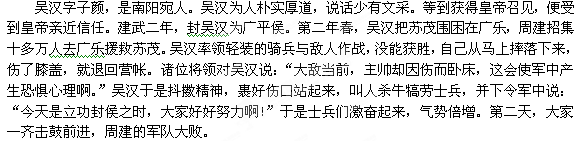 吴汉字子颜，是南阳宛人。吴汉为人朴实厚道，说话少有文采。等到获得皇帝召见，便受
到皇帝亲近信任。建武二年，封吴汉为广平侯。第二年春，吴汉把苏茂围困在广乐，周建招集
十多万人去广乐援救苏茂。吴汉率领轻装的骑兵与敌人作战，没能获胜，自己从马上摔落下来，
伤了膝盖，就退回营帐。诸位将领对吴汉说：“大敌当前，主帅却因伤而卧床，这会使军中产
生恐惧心理啊。”吴汉于是抖擞精神，裹好伤口站起来，叫人杀牛犒劳士兵，并下令军中说：
“今天是立功封侯之时，大家好好努力啊!”于是士兵们激奋起来，气势倍增。第二天，大家
一齐击鼓前进，周建的军队大败。